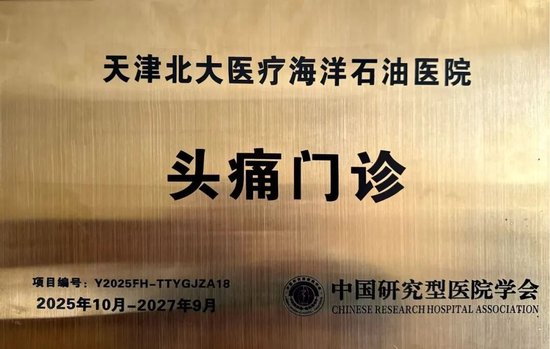 天津北大医疗海洋石油医院
头痛门诊
项目编号：Y2025FH-TTYGJZA18
2025年10月-2027年9月
中国研究型医院学会
CHINESE RESEARCH HOSPITAL ASSOCIATION